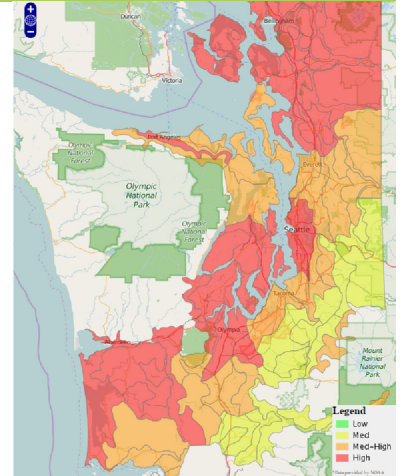 Duncan
Bellingham
Victoria
Port Angeles
Olympic
National
Forest
Everett
Olympic
National
Park
Olympic
National
Forest
Seattle
Tacoma
Olympia
Aberdeen
Mount
Rainier
National
Park
Legend
Low
Med
Med-High
High